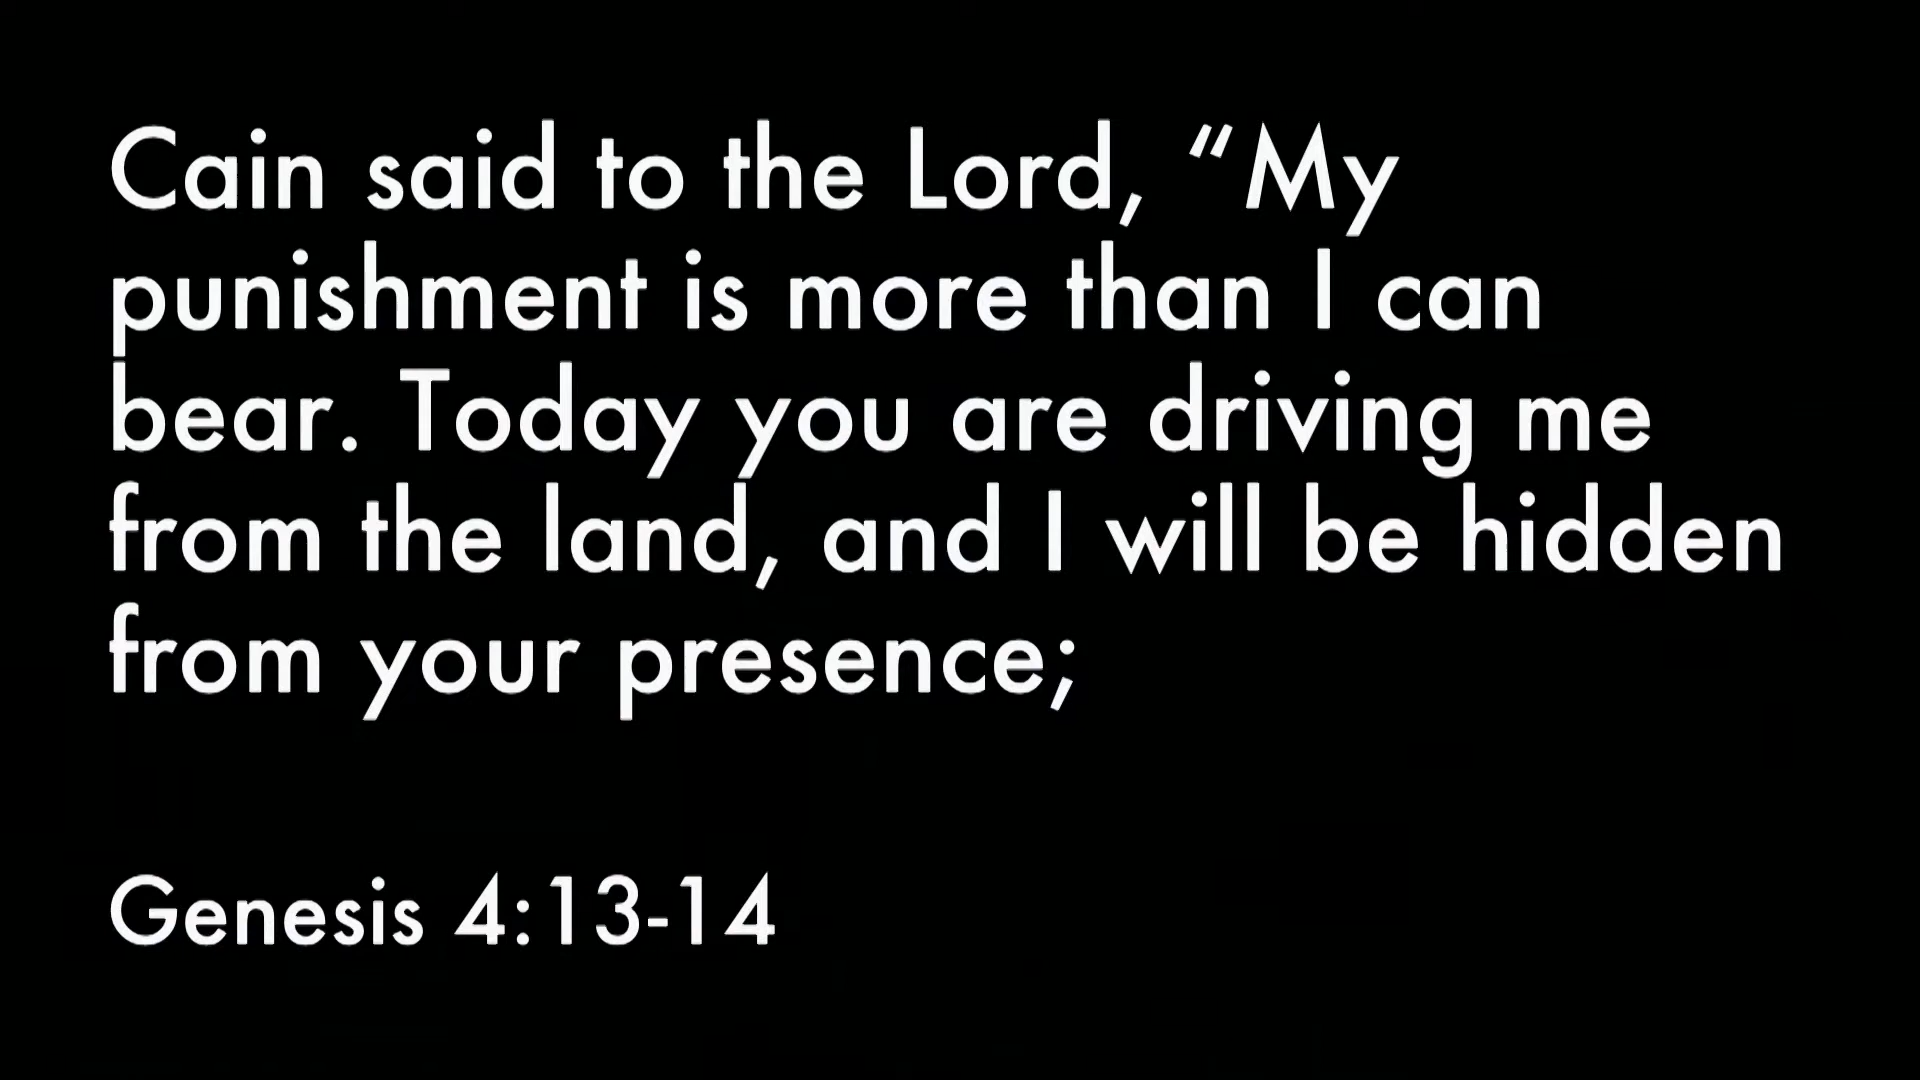 Cain said to the Lord, “My
punishment is more than I can
bear. Today you are driving me
from the land, and I will be hidden
from your presence;
Genesis 4:13-14